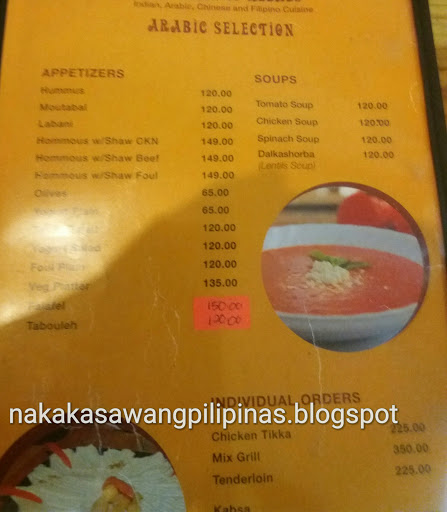 Indian, Arabic, Chinese and Filipino Cuisine
ARABIC SELECTION
APPETIZERS
Hummus 120.00
Moutabal 120.00
Labani 120.00
Hommous w/Shaw CKN 149.00
Hommous w/Shaw Beef 149.00
Hommous w/Shaw Foul 149.00
Olives 65.00
Yogurt Plain 65.00
120.00
Yogurt Salad 120.00
Foul Plain 120.00
Veg Platter 135.00
Falafel 150.00
Tabouleh 120.00
SOUPS
Tomato Soup 120.00
Chicken Soup 120.00
Spinach Soup 120.00
Dalkashorba 120.00
(Lentils Soup)
INDIVIDUAL ORDERS
nakakasawangpilipinas.blogspot
Chicken Tikka 225.00
Mix Grill 350.00
Tenderloin 225.00
Kabsa